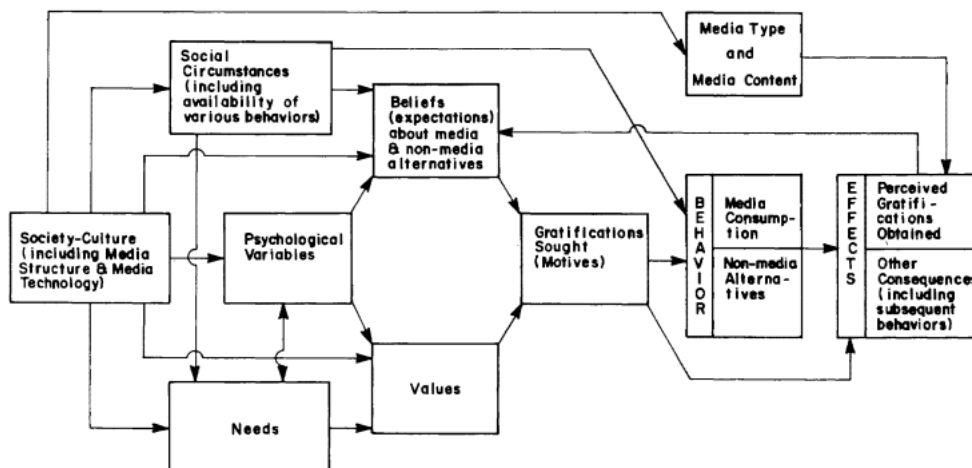 Media Type
and
Media Content
Social
Circumstances
(including
availability of
various behaviors)
Beliefs
(expectations)
about media
& non-media
alternatives
Society-Culture
(including Media
Structure & Media
Technology)
Psychological
Variables
Gratifications
Sought
(Motives)
BEHAVIOR
Media
Consump-
tion
Non-media
Alterna-
tives
EFFECTS
Perceived
Gratifi-
cations
Obtained
Other
Consequences
(including
subsequent
behaviors)
Values
Needs